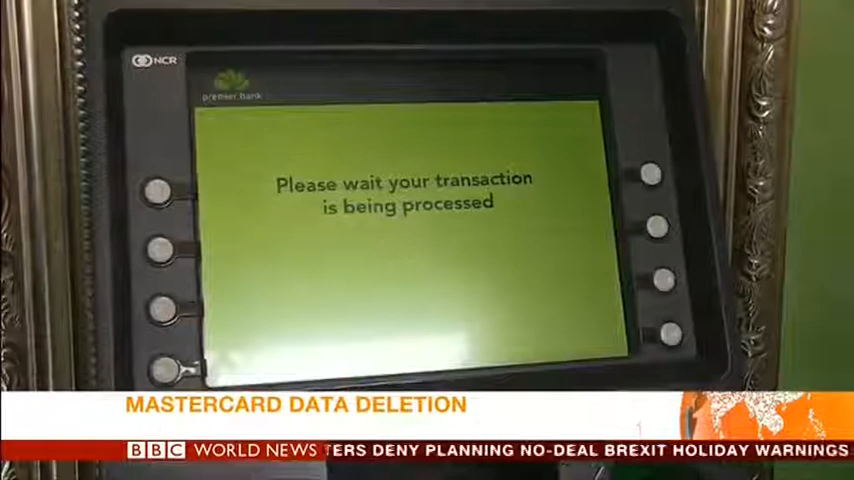 NCR
premier bank
Please wait your transaction
is being processed
MASTERCARD DATA DELETION
BBC WORLD NEWS TERS DENY PLANNING NO-DEAL BREXIT HOLIDAY WARNINGS